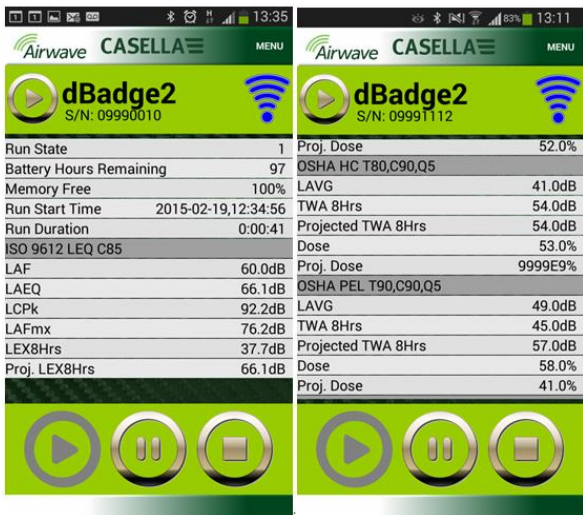 13:35
Airwave CASELLA MENU
dBadge2
S/N: 09990010
Run State 1
Battery Hours Remaining 97
Memory Free 100%
Run Start Time 2015-02-19,12:34:56
Run Duration 0:00:41
ISO 9612 LEQ C85
LAF 60.0dB
LAEQ 66.1dB
LCPk 92.2dB
LAFmx 76.2dB
LEX8Hrs 37.7dB
Proj. LEX8Hrs 66.1dB
83% 13:11
Airwave CASELLA MENU
dBadge2
S/N: 09991112
Proj. Dose 52.0%
OSHA HC T80,C90,Q5
LAVG 41.0dB
TWA 8Hrs 54.0dB
Projected TWA 8Hrs 54.0dB
Dose 53.0%
Proj. Dose 9999E9%
OSHA PEL T90,C90,Q5
LAVG 49.0dB
TWA 8Hrs 45.0dB
Projected TWA 8Hrs 57.0dB
Dose 58.0%
Proj. Dose 41.0%